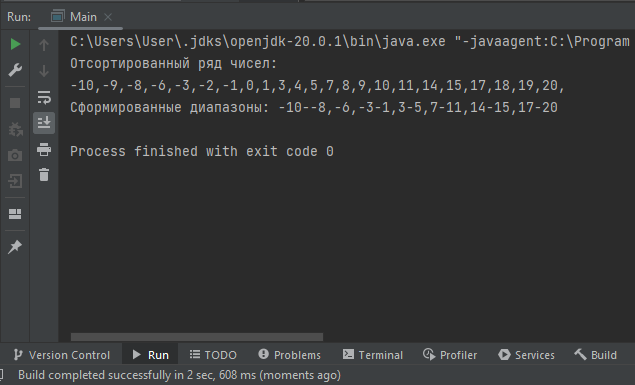 Run: Main
C:\Users\User\.jdks\openjdk-20.0.1\bin\java.exe "-javaagent:C:\Program
Отсортированный ряд чисел:
-10,-9,-8,-6,-3,-2,-1,0,1,3,4,5,7,8,9,10,11,14,15,17,18,19,20,
Сформированные диапазоны: -10--8,-6,-3-1,3-5,7-11,14-15,17-20
Process finished with exit code 0
Version Control Run TODO Problems Terminal Profiler Services Build
Build completed successfully in 2 sec, 608 ms (moments ago)